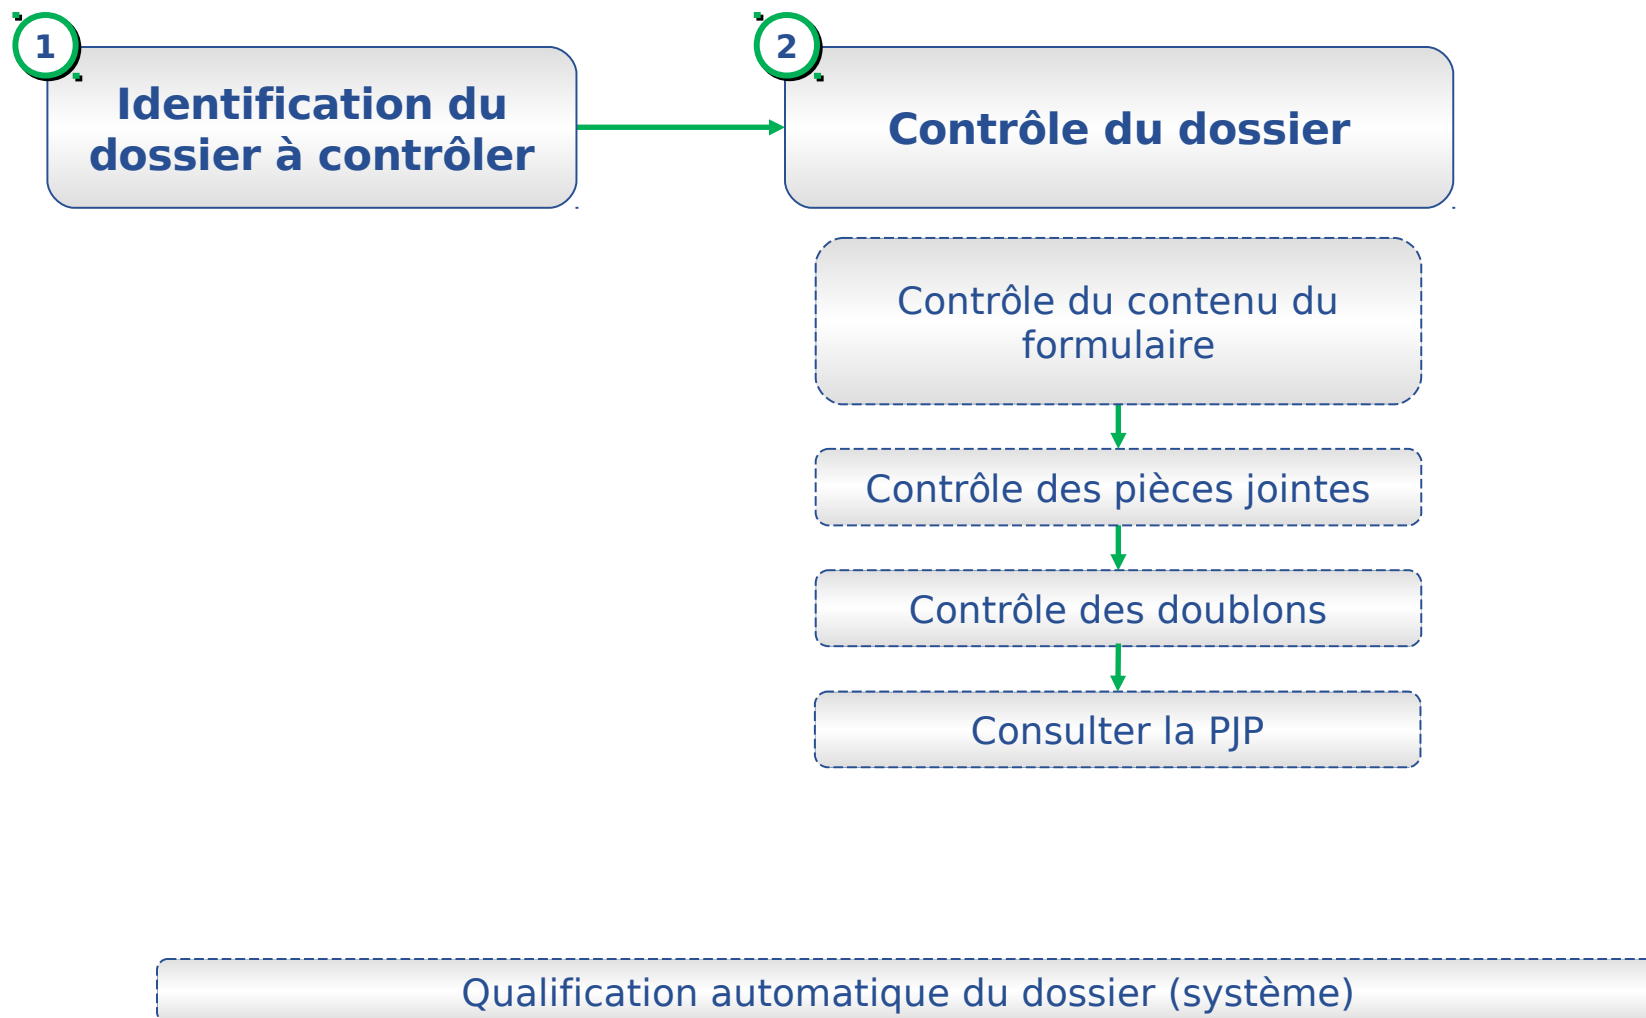 1
Identification du
dossier à contrôler
2
Contrôle du dossier
Contrôle du contenu du
formulaire
Contrôle des pièces jointes
Contrôle des doublons
Consulter la PJP
Qualification automatique du dossier (système)